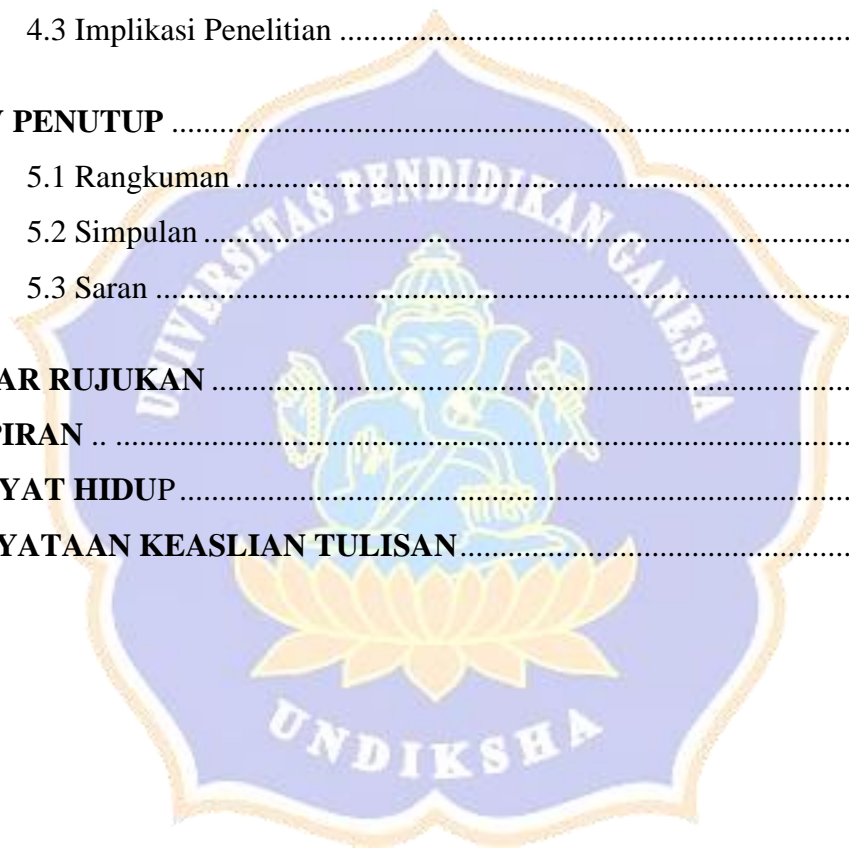 4.3 Implikasi Penelitian ................................................................
V PENUTUP ................................................................
5.1 Rangkuman ................................................................
5.2 Simpulan ................................................................
5.3 Saran ................................................................
AR RUJUKAN ................................................................
PIRAN .. ................................................................
YAT HIDUP ................................................................
YATAAN KEASLIAN TULISAN ................................................................
UNIVERSITAS PENDIDIKAN GANESHA
UNDIKSHA